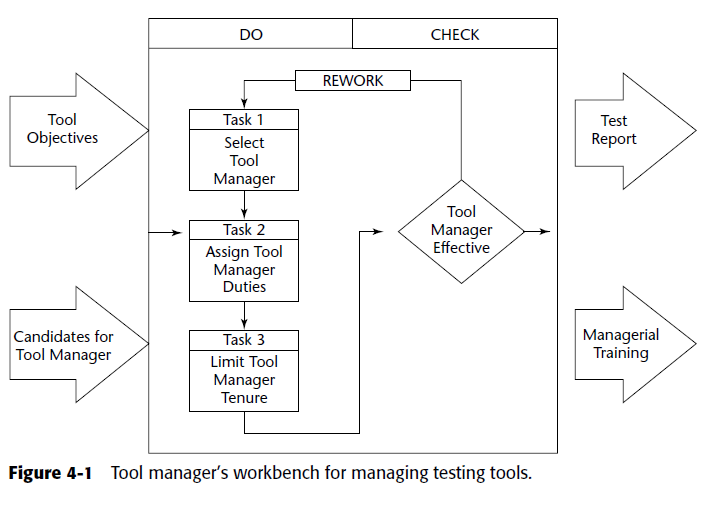 DO
CHECK
REWORK
Tool
Objectives
Task 1
Select
Tool
Manager
Test
Report
Task 2
Assign Tool
Manager
Duties
Tool
Manager
Effective
Candidates for
Tool Manager
Task 3
Limit Tool
Manager
Tenure
Managerial
Training
Figure 4-1 Tool manager’s workbench for managing testing tools.